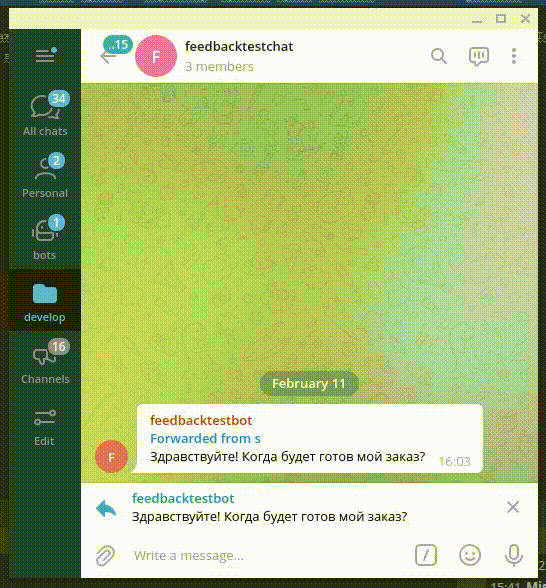 ..15
F
feedbacktestchat
3 members
34
All chats
2
Personal
1
bots
develop
16
Channels
Edit
February 11
feedbacktestbot
Forwarded from s
F
Здравствуйте! Когда будет готов мой заказ?
16:03
feedbacktestbot
Здравствуйте! Когда будет готов мой заказ?
Write a message...
/
15:41